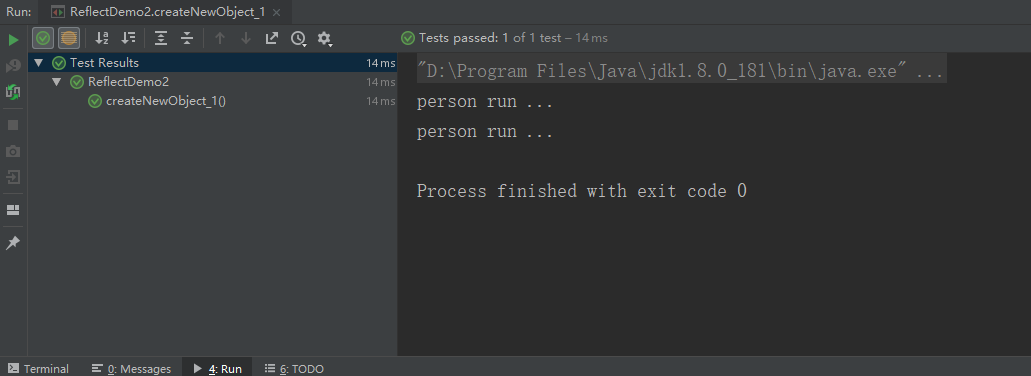 Run: ReflectDemo2.createNewObject_1
Tests passed: 1 of 1 test – 14 ms
Test Results 14 ms
ReflectDemo2 14 ms
createNewObject_1() 14 ms
"D:\Program Files\Java\jdk1.8.0_181\bin\java.exe" ...
person run ...
person run ...
Process finished with exit code 0
Terminal 0: Messages 4: Run 6: TODO